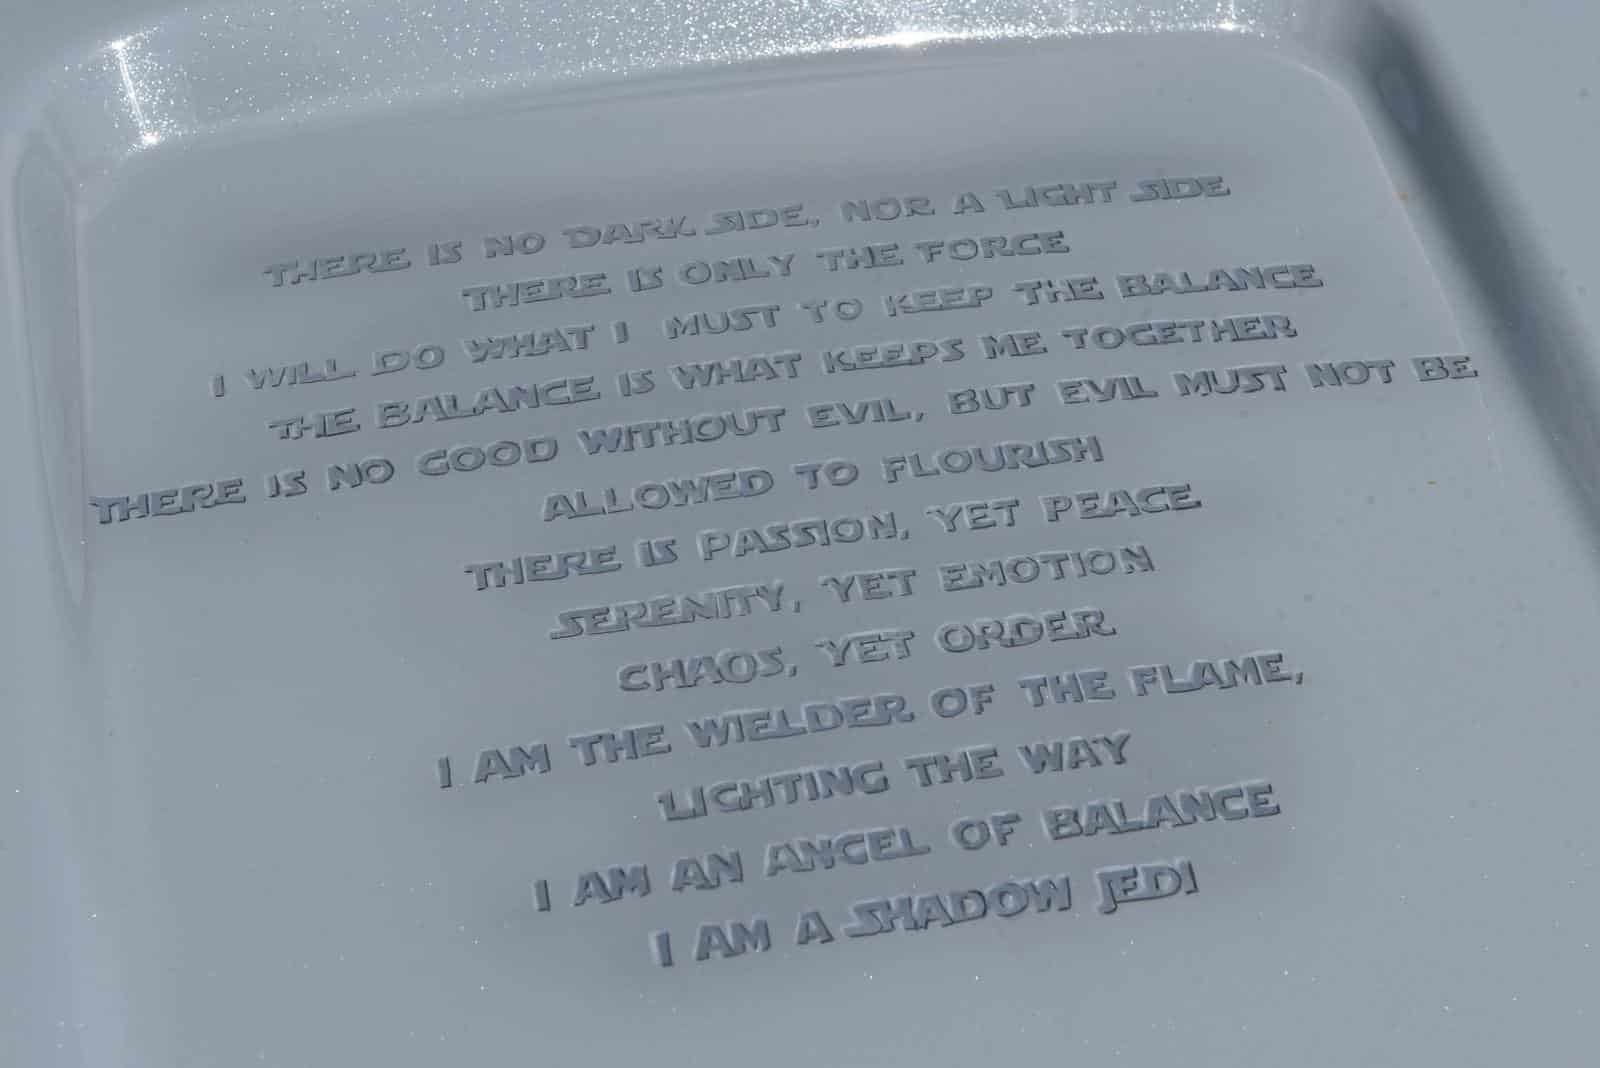 THERE IS NO DARK SIDE, NOR A LIGHT SIDE
THERE IS ONLY THE FORCE
I WILL DO WHAT I MUST TO KEEP THE BALANCE
THE BALANCE IS WHAT KEEPS ME TOGETHER
THERE IS NO GOOD WITHOUT EVIL, BUT EVIL MUST NOT BE
ALLOWED TO FLOURISH
THERE IS PASSION, YET PEACE
SERENITY, YET EMOTION
CHAOS, YET ORDER
I AM THE WIELDER OF THE FLAME,
LIGHTING THE WAY
I AM AN ANGEL OF BALANCE
I AM A SHADOW JEDI